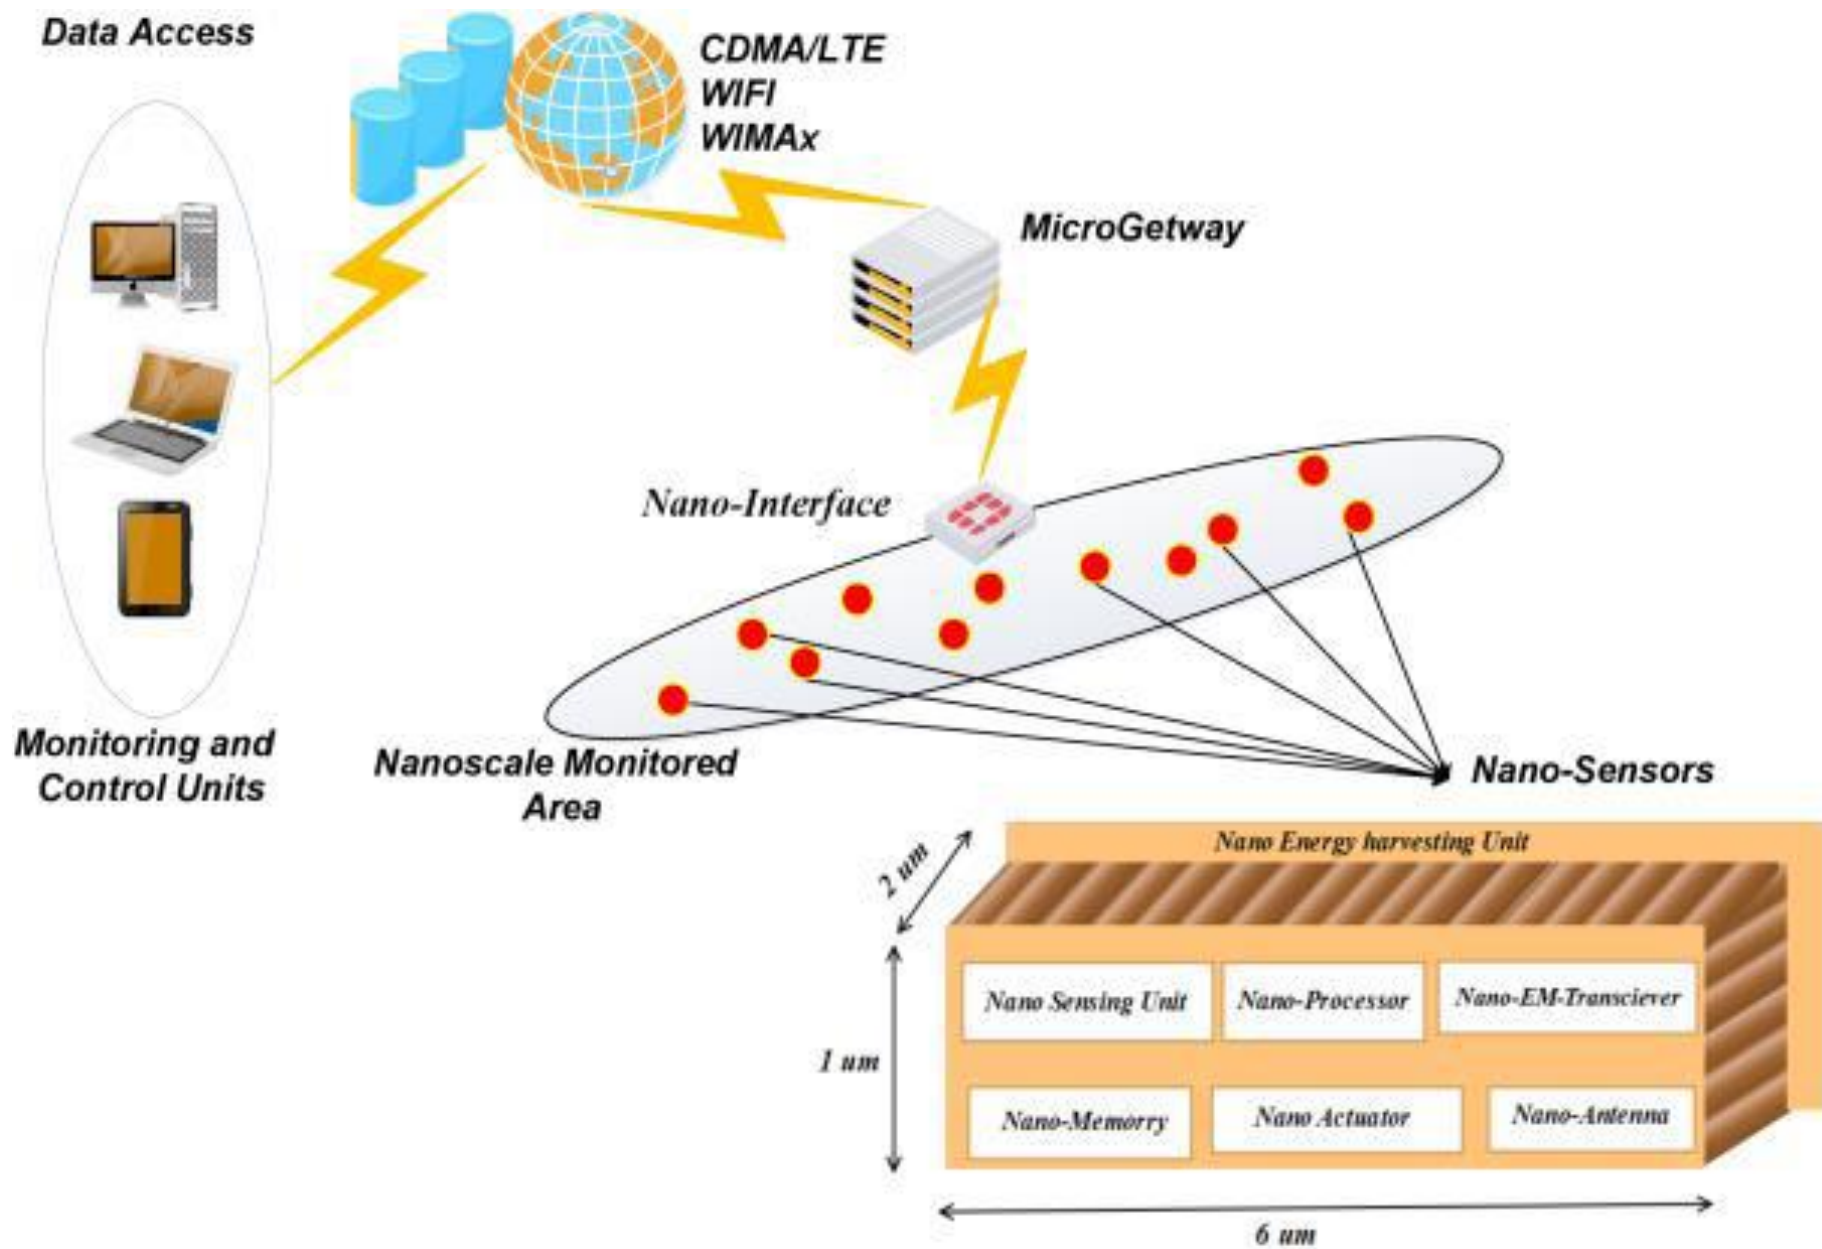 Data Access
CDMA/LTE
WIFI
WIMAx
MicroGetway
Nano-Interface
Monitoring and
Control Units
Nanoscale Monitored
Area
Nano-Sensors
Nano Energy harvesting Unit
2 um
1 um
Nano Sensing Unit
Nano-Processor
Nano-EM-Transciever
Nano-Memorry
Nano Actuator
Nano-Antenna
6 um